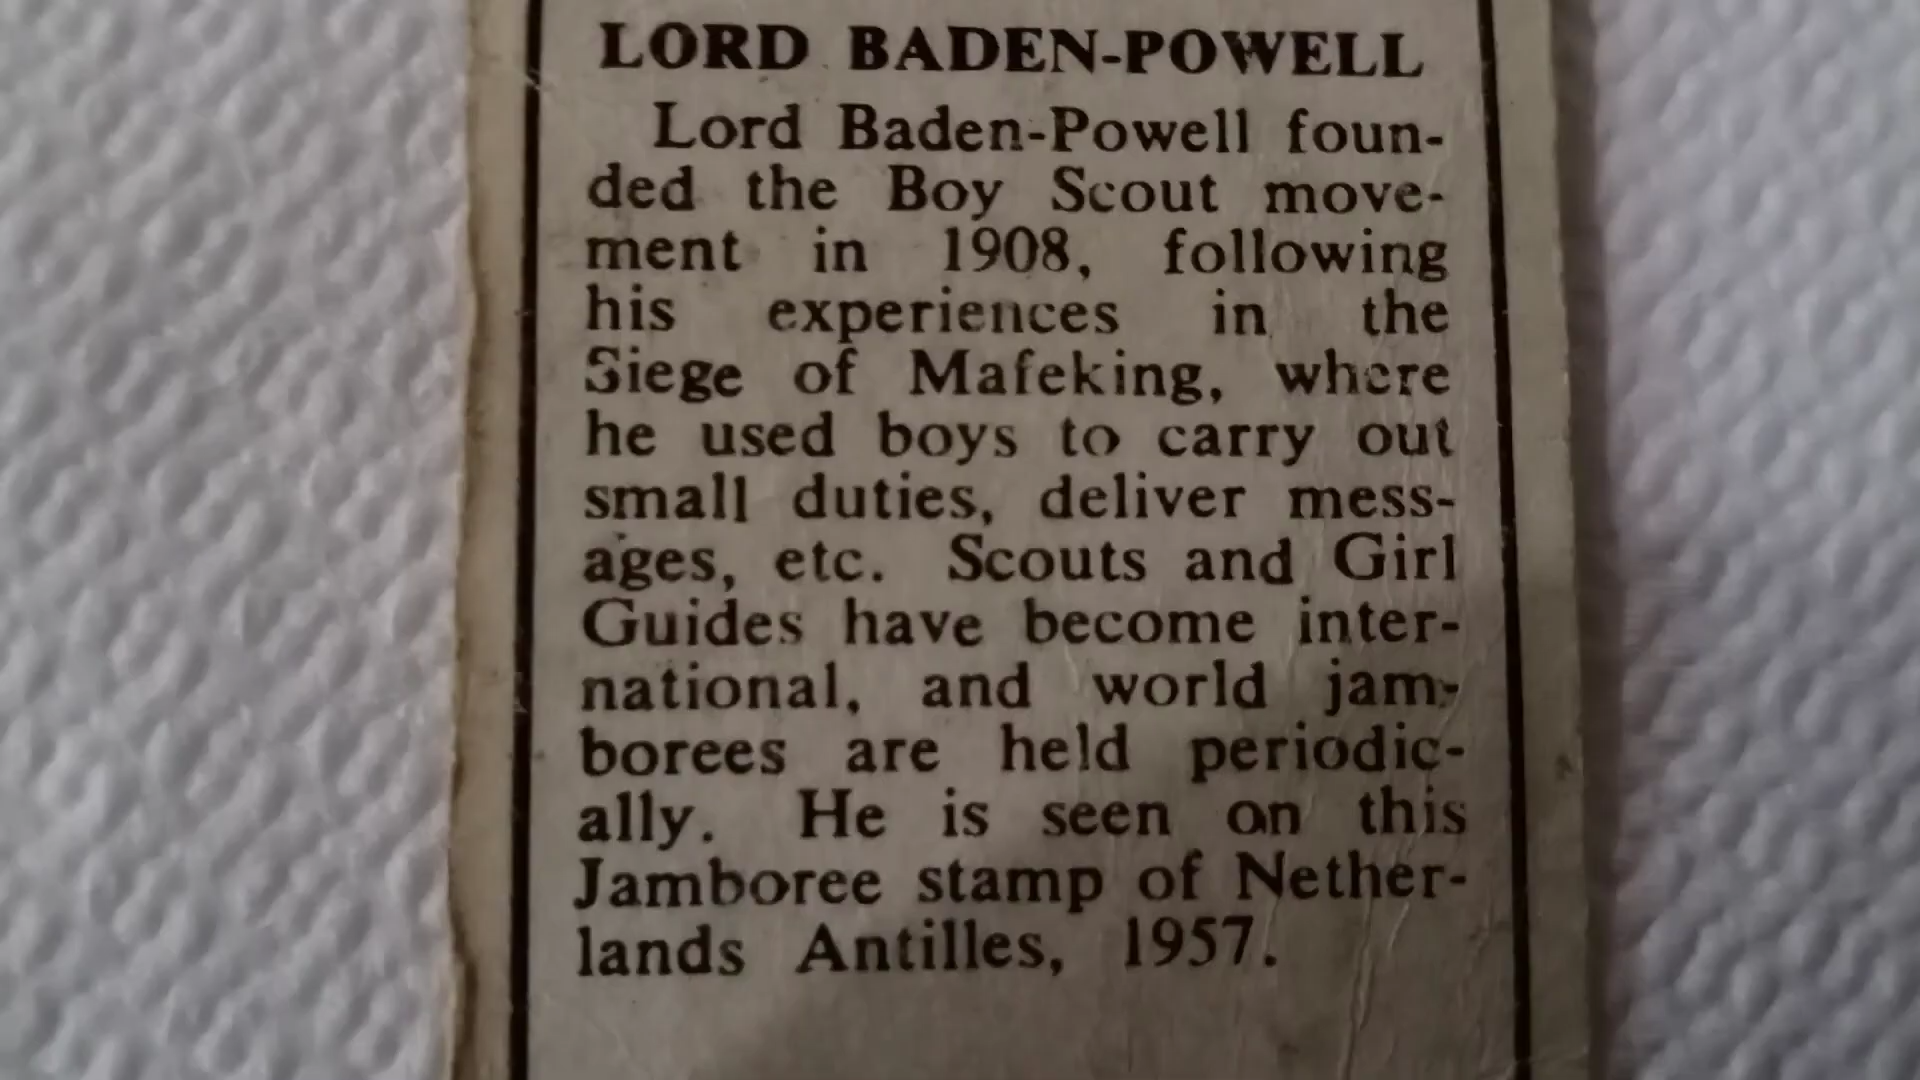 LORD BADEN-POWELL
Lord Baden-Powell foun-
ded the Boy Scout move-
ment in 1908, following
his experiences in the
Siege of Mafeking, where
he used boys to carry out
small duties, deliver mess-
ages, etc. Scouts and Girl
Guides have become inter-
national, and world jam-
borees are held periodic-
ally. He is seen on this
Jamboree stamp of Nether-
lands Antilles, 1957.